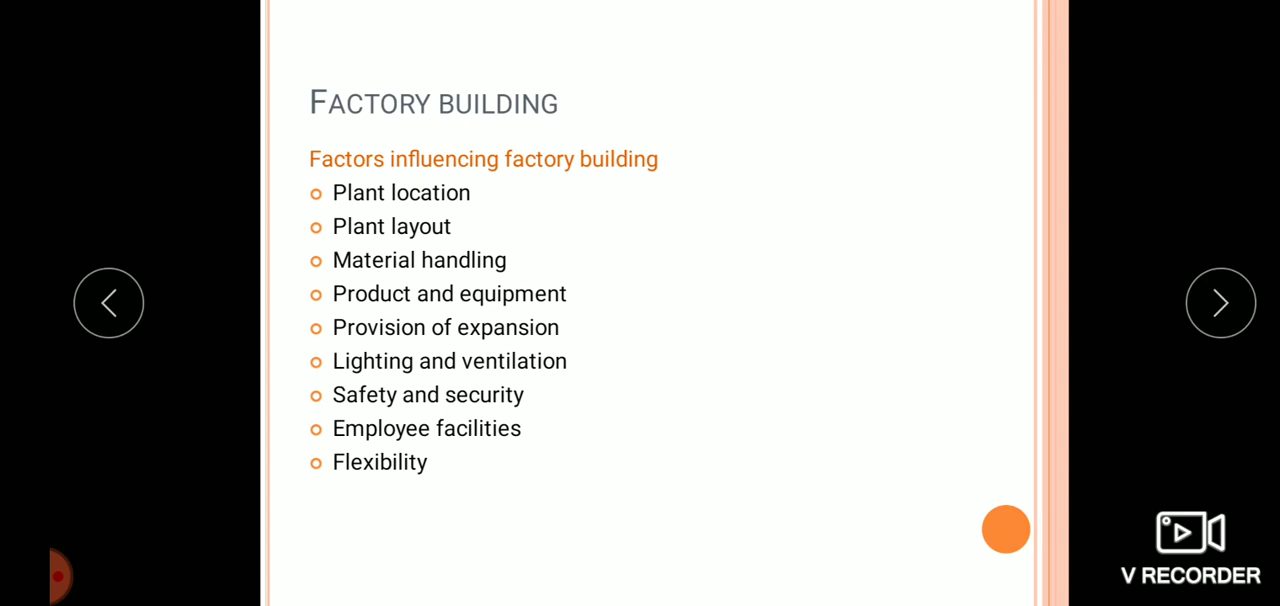 FACTORY BUILDING
Factors influencing factory building
Plant location
Plant layout
Material handling
Product and equipment
Provision of expansion
Lighting and ventilation
Safety and security
Employee facilities
Flexibility
V RECORDER